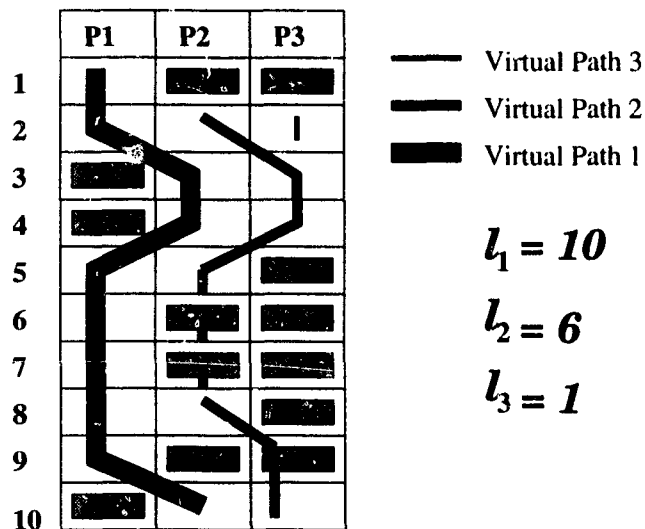 P1 P2 P3
1
2
3
4
5
6
7
8
9
10
Virtual Path 3
Virtual Path 2
Virtual Path 1
l₁ = 10
l₂ = 6
l₃ = 1